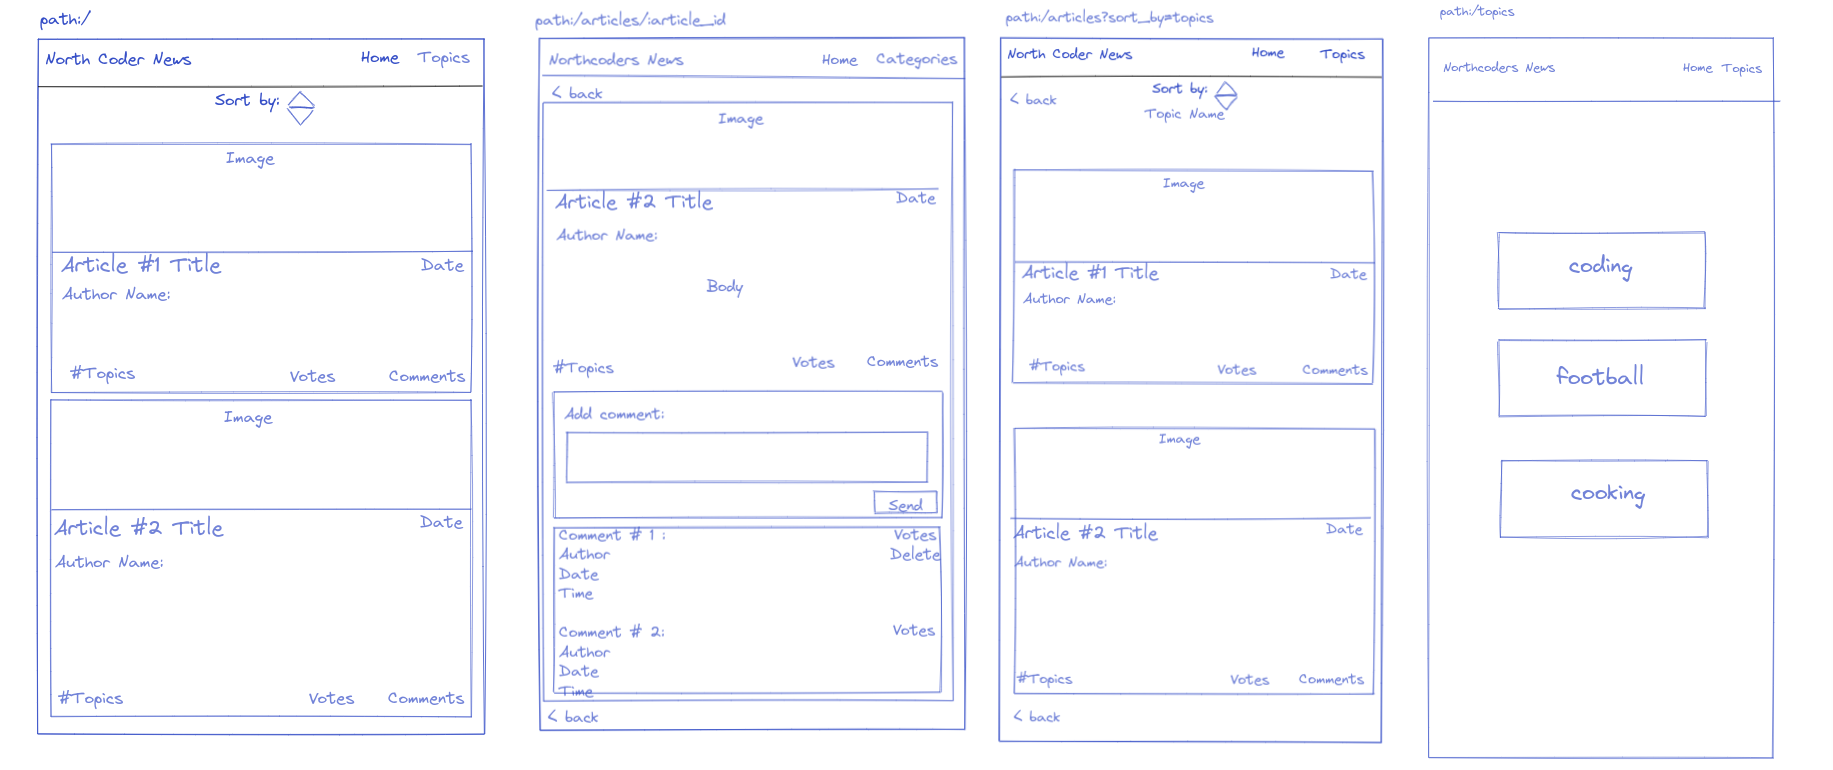 path:/
North Coder News Home Topics
Sort by:
Image
Article #1 Title Date
Author Name:
#Topics Votes Comments
Image
Article #2 Title Date
Author Name:
#Topics Votes Comments
path:/articles/:article_id
Northcoders News Home Categories
< back
Image
Article #2 Title Date
Author Name:
Body
#Topics Votes Comments
Add comment:
Send
Comment # 1 : Votes
Author Delete
Date
Time
Comment # 2: Votes
Author
Date
Time
< back
path:/articles?sort_by=topics
North Coder News Home Topics
Sort by:
< back
Topic Name
Image
Article #1 Title Date
Author Name:
#Topics Votes Comments
Image
Article #2 Title Date
Author Name:
#Topics Votes Comments
< back
path:/topics
Northcoders News Home Topics
coding
football
cooking